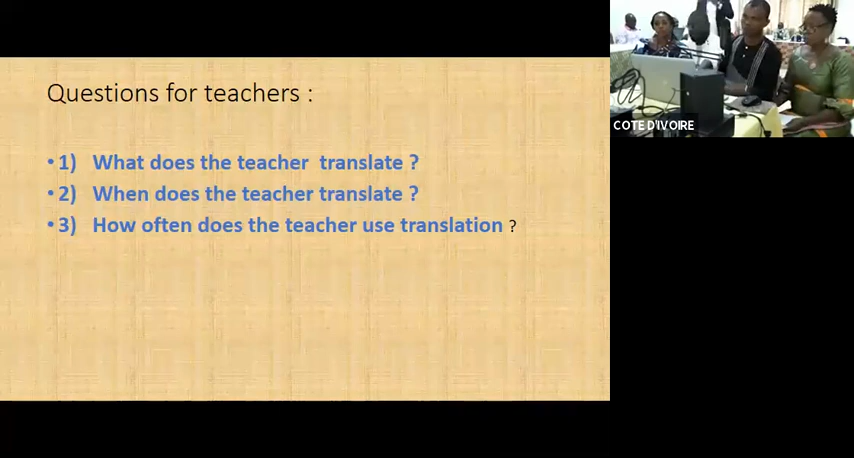 Questions for teachers :
• 1) What does the teacher translate ?
• 2) When does the teacher translate ?
• 3) How often does the teacher use translation ?
COTE D'IVOIRE